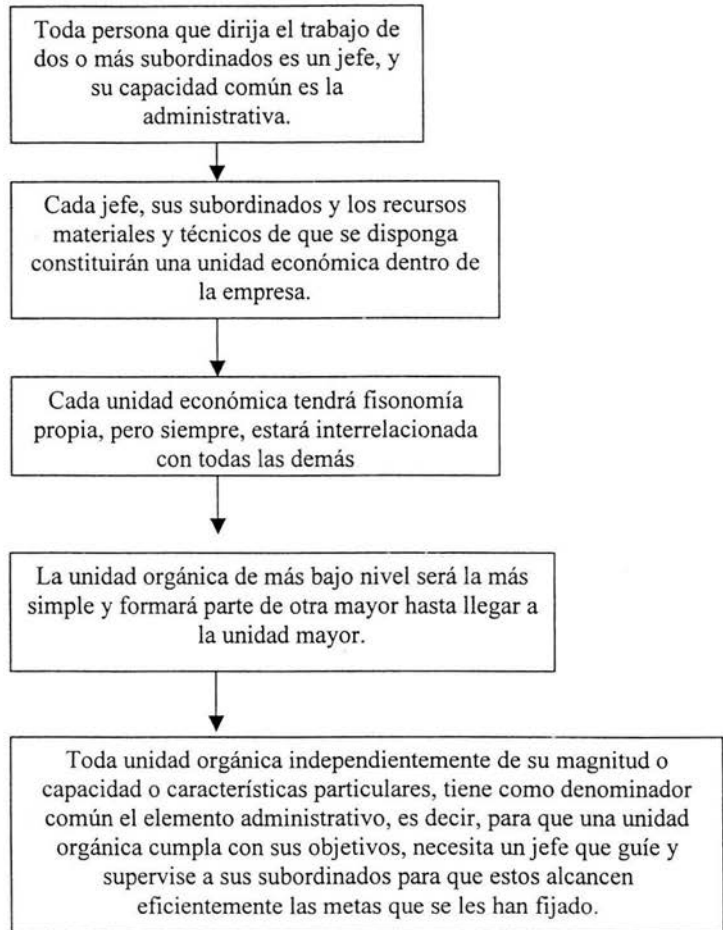 Toda persona que dirija el trabajo de
dos o más subordinados es un jefe, y
su capacidad común es la
administrativa.
Cada jefe, sus subordinados y los recursos
materiales y técnicos de que se disponga
constituirán una unidad económica dentro de
la empresa.
Cada unidad económica tendrá fisonomía
propia, pero siempre, estará interrelacionada
con todas las demás
La unidad orgánica de más bajo nivel será la más
simple y formará parte de otra mayor hasta llegar a
la unidad mayor.
Toda unidad orgánica independientemente de su magnitud o
capacidad o características particulares, tiene como denominador
común el elemento administrativo, es decir, para que una unidad
orgánica cumpla con sus objetivos, necesita un jefe que guíe y
supervise a sus subordinados para que estos alcancen
eficientemente las metas que se les han fijado.